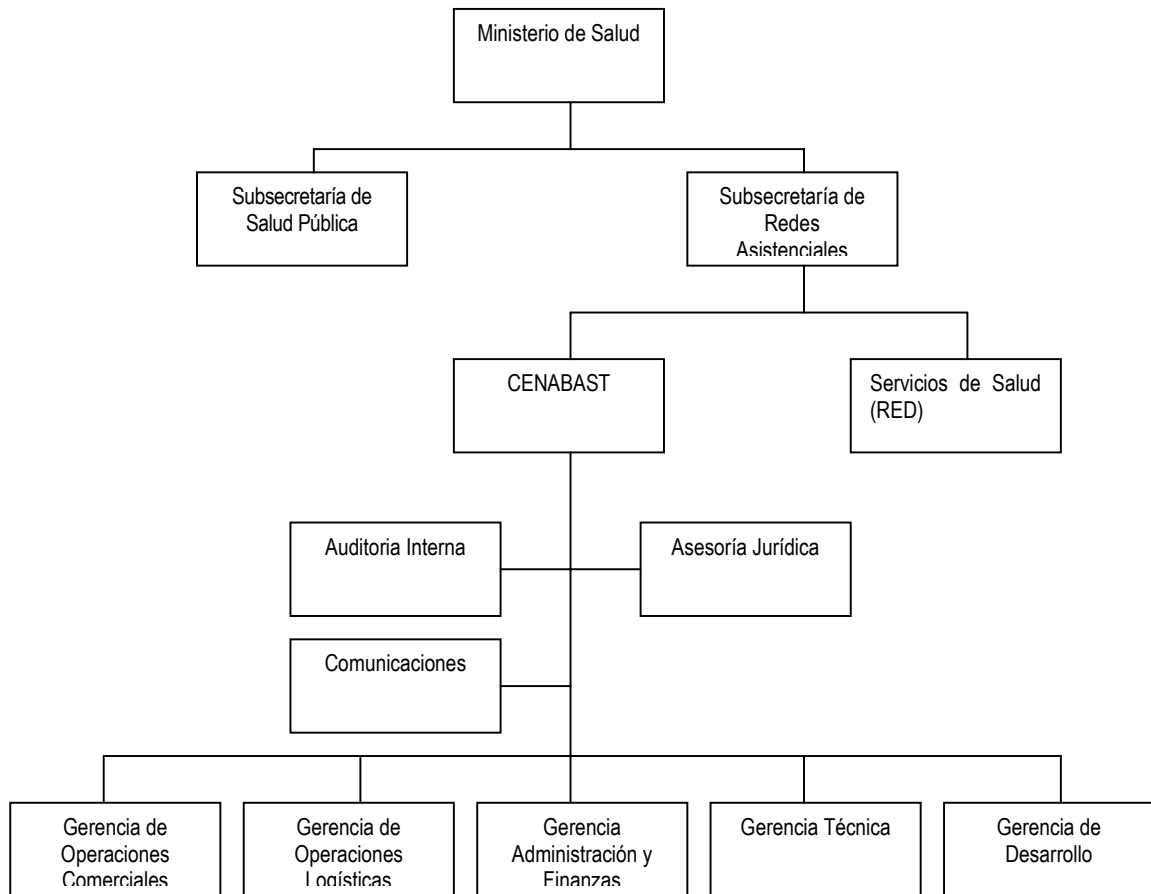 Ministerio de Salud
Subsecretaría de
Salud Pública
Subsecretaría de
Redes
Asistenciales
CENABAST
Servicios de Salud
(RED)
Auditoria Interna
Asesoría Jurídica
Comunicaciones
Gerencia de
Operaciones
Comerciales
Gerencia de
Operaciones
Logísticas
Gerencia
Administración y
Finanzas
Gerencia Técnica
Gerencia de
Desarrollo